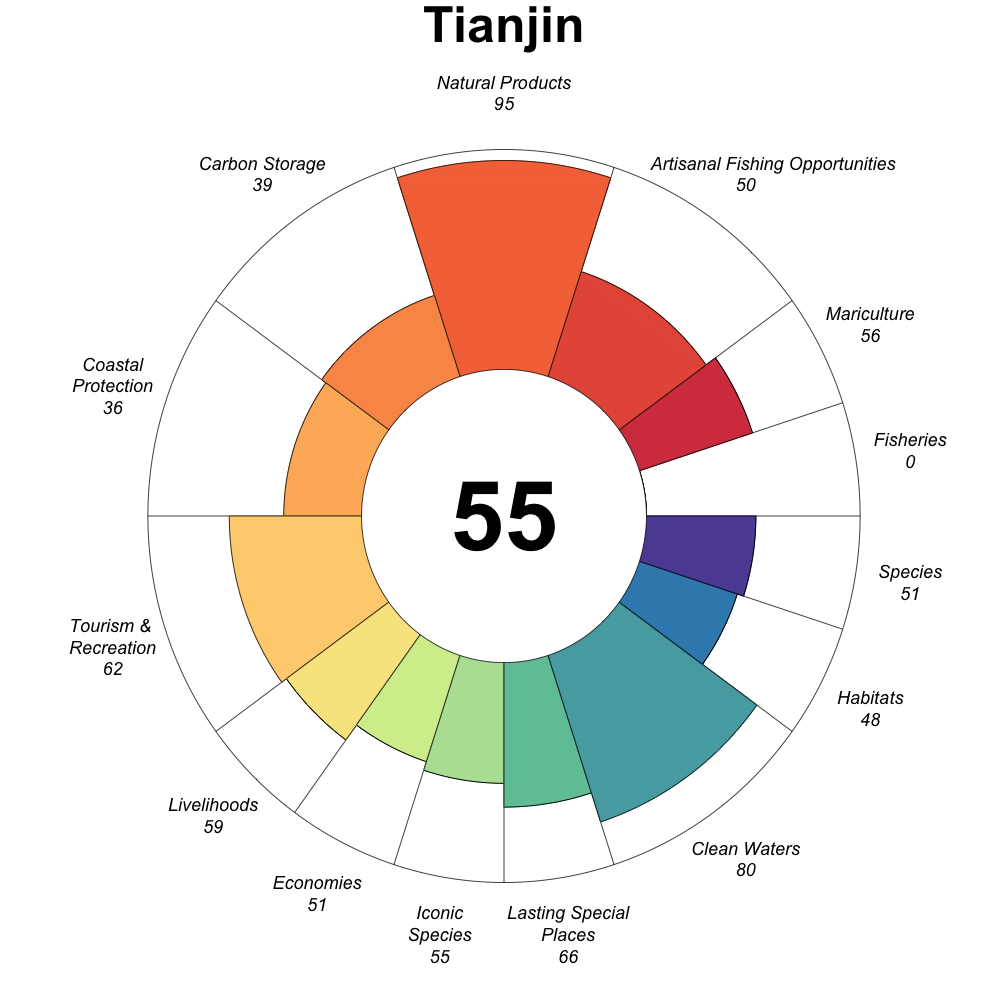 Tianjin
Natural Products
95
Artisanal Fishing Opportunities
50
Mariculture
56
Fisheries
0
Species
51
Habitats
48
Clean Waters
80
Lasting Special
Places
66
Iconic
Species
55
Economies
51
Livelihoods
59
Tourism &
Recreation
62
Coastal
Protection
36
Carbon Storage
39
55